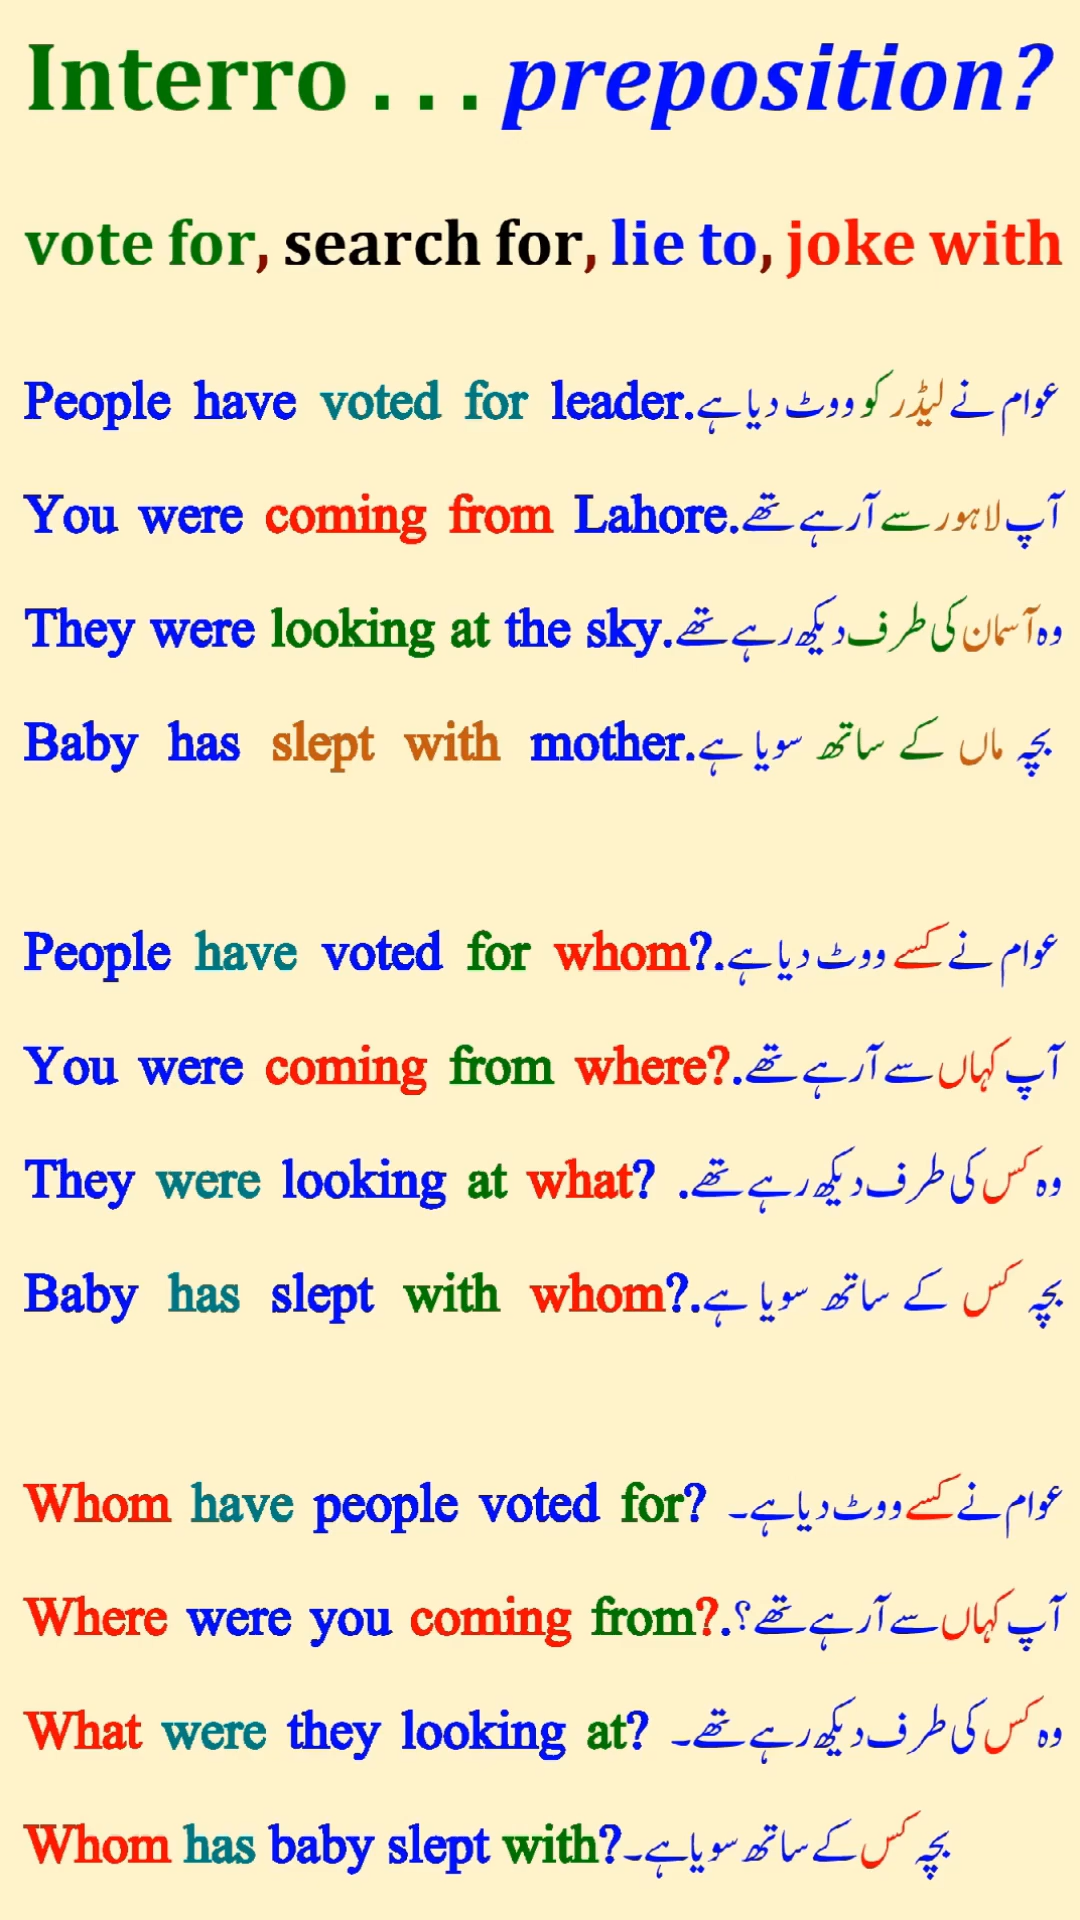 Interro . . . preposition?
vote for, search for, lie to, joke with
People have voted for leader. عوام نے لیڈر کو ووٹ دیا ہے
You were coming from Lahore. آپ لاہور سے آرہے تھے
They were looking at the sky. وہ آسمان کی طرف دیکھ رہے تھے
Baby has slept with mother. بچہ ماں کے ساتھ سویا ہے
People have voted for whom?. عوام نے کسے ووٹ دیا ہے
You were coming from where?. آپ کہاں سے آرہے تھے
They were looking at what? . وہ کس کی طرف دیکھ رہے تھے
Baby has slept with whom?. بچہ کس کے ساتھ سویا ہے
Whom have people voted for? عوام نے کسے ووٹ دیا ہے۔
Where were you coming from?. آپ کہاں سے آرہے تھے؟
What were they looking at? وہ کس کی طرف دیکھ رہے تھے۔
Whom has baby slept with? بچہ کس کے ساتھ سویا ہے۔